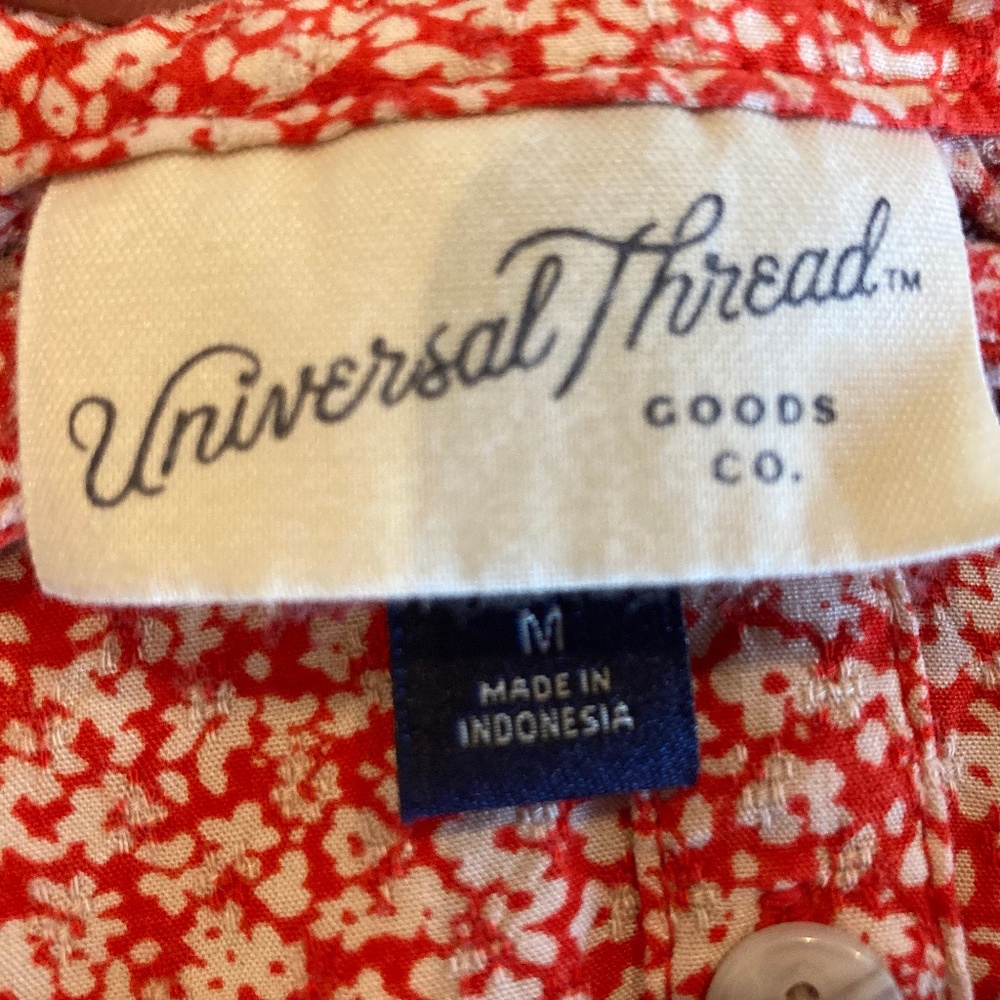 Universal Thread™
GOODS
CO.
M
MADE IN
INDONESIA